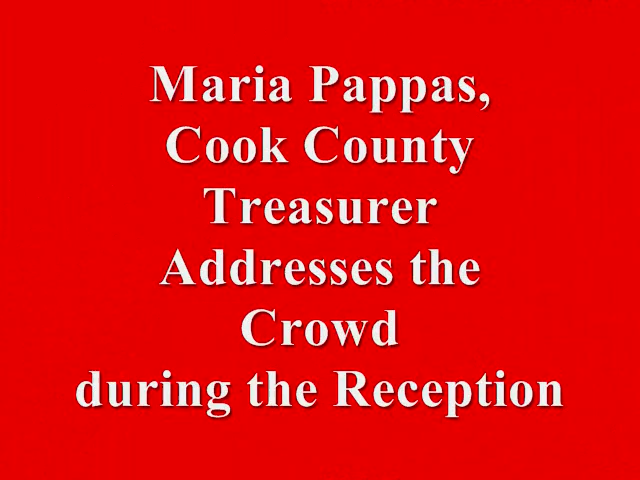 Maria Pappas,
Cook County
Treasurer
Addresses the
Crowd
during the Reception